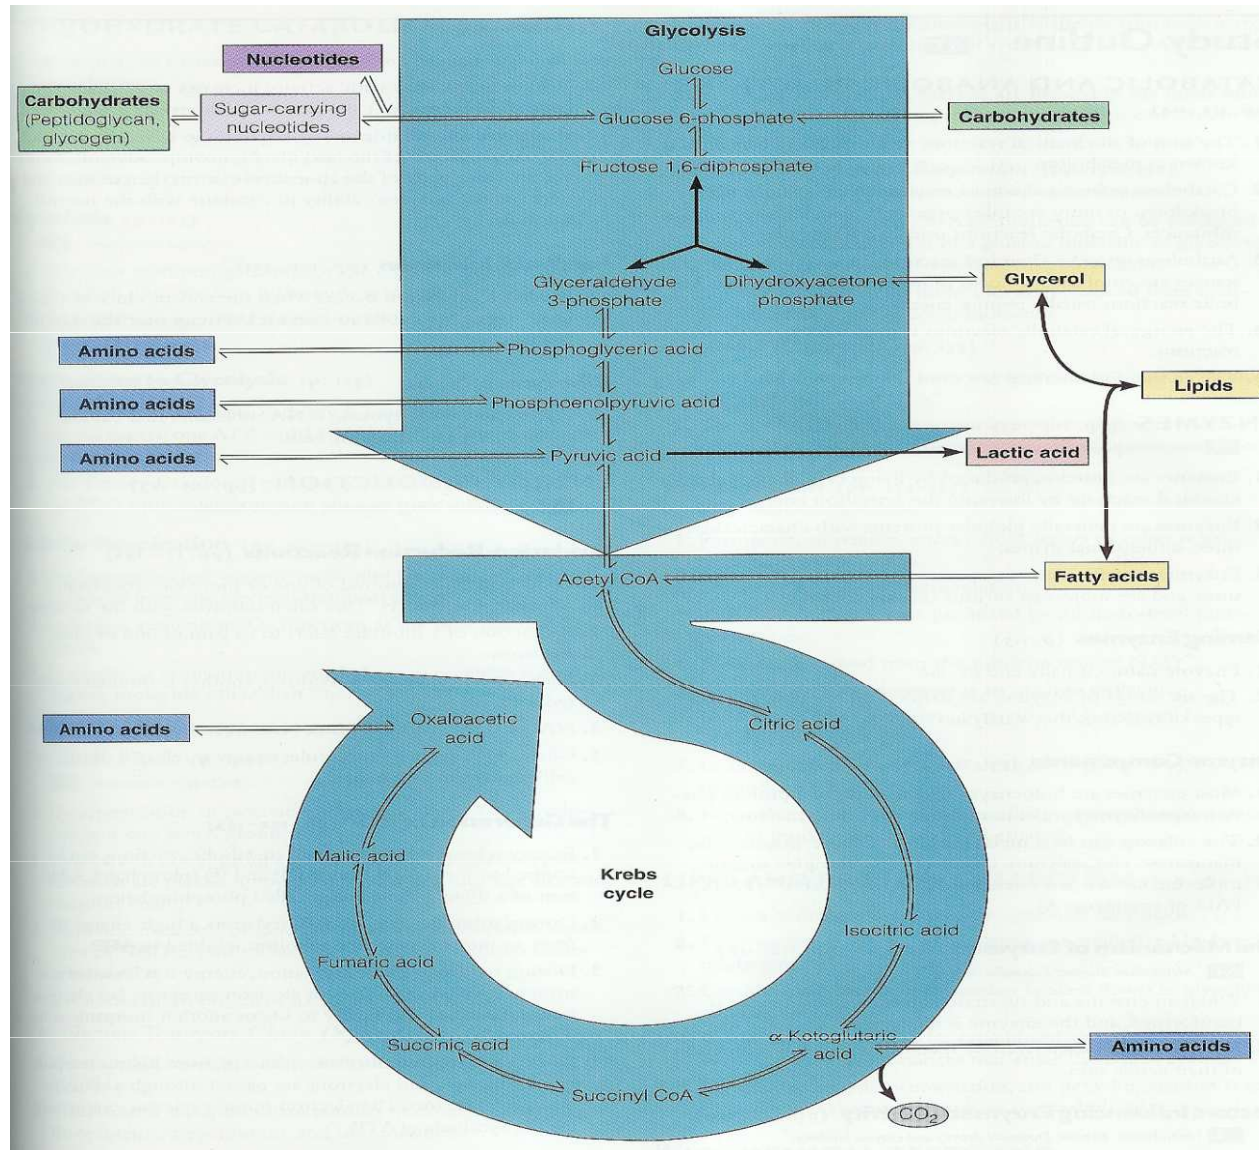 Glycolysis
Nucleotides
Glucose
Carbohydrates
(Peptidoglycan,
glycogen)
Sugar-carrying
nucleotides
Glucose 6-phosphate
Carbohydrates
Fructose 1,6-diphosphate
Glyceraldehyde
3-phosphate
Dihydroxyacetone
phosphate
Glycerol
Amino acids
Phosphoglyceric acid
Lipids
Amino acids
Phosphoenolpyruvic acid
Amino acids
Pyruvic acid
Lactic acid
Acetyl CoA
Fatty acids
Amino acids
Oxaloacetic
acid
Citric acid
Malic acid
Krebs
cycle
Isocitric acid
Fumaric acid
Succinic acid
α Ketoglutaric
acid
Amino acids
Succinyl CoA
CO2